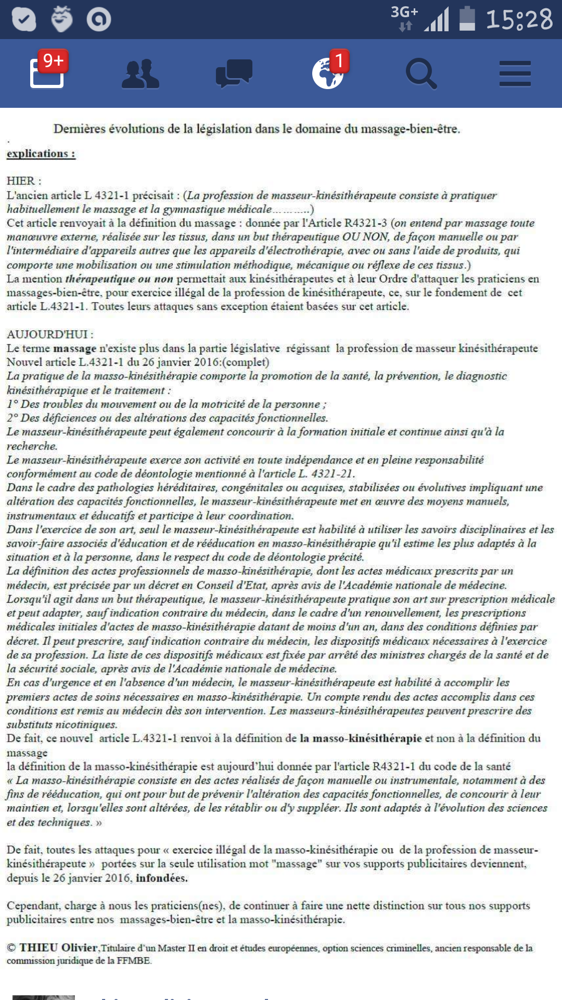 3G+ 15:28
9+ 1
Dernières évolutions de la législation dans le domaine du massage-bien-être.
.
explications :
HIER :
L'ancien article L 4321-1 précisait : (La profession de masseur-kinésithérapeute consiste à pratiquer
habituellement le massage et la gymnastique médicale………..)
Cet article renvoyait à la définition du massage : donnée par l'Article R4321-3 (on entend par massage toute
manœuvre externe, réalisée sur les tissus, dans un but thérapeutique OU NON, de façon manuelle ou par
l'intermédiaire d'appareils autres que les appareils d'électrothérapie, avec ou sans l'aide de produits, qui
comporte une mobilisation ou une stimulation méthodique, mécanique ou réflexe de ces tissus.)
La mention thérapeutique ou non permettait aux kinésithérapeutes et à leur Ordre d'attaquer les praticiens en
massages-bien-être, pour exercice illégal de la profession de kinésithérapeute, ce, sur le fondement de cet
article L.4321-1. Toutes leurs attaques sans exception étaient basées sur cet article.
AUJOURD'HUI :
Le terme massage n'existe plus dans la partie législative régissant la profession de masseur kinésithérapeute
Nouvel article L.4321-1 du 26 janvier 2016:(complet)
La pratique de la masso-kinésithérapie comporte la promotion de la santé, la prévention, le diagnostic
kinésithérapique et le traitement :
1° Des troubles du mouvement ou de la motricité de la personne ;
2° Des déficiences ou des altérations des capacités fonctionnelles.
Le masseur-kinésithérapeute peut également concourir à la formation initiale et continue ainsi qu'à la
recherche.
Le masseur-kinésithérapeute exerce son activité en toute indépendance et en pleine responsabilité
conformément au code de déontologie mentionné à l'article L. 4321-21.
Dans le cadre des pathologies héréditaires, congénitales ou acquises, stabilisées ou évolutives impliquant une
altération des capacités fonctionnelles, le masseur-kinésithérapeute met en œuvre des moyens manuels,
instrumentaux et éducatifs et participe à leur coordination.
Dans l'exercice de son art, seul le masseur-kinésithérapeute est habilité à utiliser les savoirs disciplinaires et les
savoir-faire associés d'éducation et de rééducation en masso-kinésithérapie qu'il estime les plus adaptés à la
situation et à la personne, dans le respect du code de déontologie précité.
La définition des actes professionnels de masso-kinésithérapie, dont les actes médicaux prescrits par un
médecin, est précisée par un décret en Conseil d'Etat, après avis de l'Académie nationale de médecine.
Lorsqu'il agit dans un but thérapeutique, le masseur-kinésithérapeute pratique son art sur prescription médicale
et peut adapter, sauf indication contraire du médecin, dans le cadre d'un renouvellement, les prescriptions
médicales initiales d'actes de masso-kinésithérapie datant de moins d'un an, dans des conditions définies par
décret. Il peut prescrire, sauf indication contraire du médecin, les dispositifs médicaux nécessaires à l'exercice
de sa profession. La liste de ces dispositifs médicaux est fixée par arrêté des ministres chargés de la santé et de
la sécurité sociale, après avis de l'Académie nationale de médecine.
En cas d'urgence et en l'absence d'un médecin, le masseur-kinésithérapeute est habilité à accomplir les
premiers actes de soins nécessaires en masso-kinésithérapie. Un compte rendu des actes accomplis dans ces
conditions est remis au médecin dès son intervention. Les masseurs-kinésithérapeutes peuvent prescrire des
substituts nicotiniques.
De fait, ce nouvel article L.4321-1 renvoi à la définition de la masso-kinésithérapie et non à la définition du
massage
la définition de la masso-kinésithérapie est aujourd’hui donnée par l'article R4321-1 du code de la santé
« La masso-kinésithérapie consiste en des actes réalisés de façon manuelle ou instrumentale, notamment à des
fins de rééducation, qui ont pour but de prévenir l'altération des capacités fonctionnelles, de concourir à leur
maintien et, lorsqu'elles sont altérées, de les rétablir ou d'y suppléer. Ils sont adaptés à l'évolution des sciences
et des techniques. »
De fait, toutes les attaques pour « exercice illégal de la masso-kinésithérapie ou de la profession de masseur-
kinésithérapeute » portées sur la seule utilisation mot "massage" sur vos supports publicitaires deviennent,
depuis le 26 janvier 2016, infondées.
Cependant, charge à nous les praticiens(nes), de continuer à faire une nette distinction sur tous nos supports
publicitaires entre nos massages-bien-être et la masso-kinésithérapie.
© THIEU Olivier,Titulaire d’un Master II en droit et études européennes, option sciences criminelles, ancien responsable de la
commission juridique de la FFMBE.